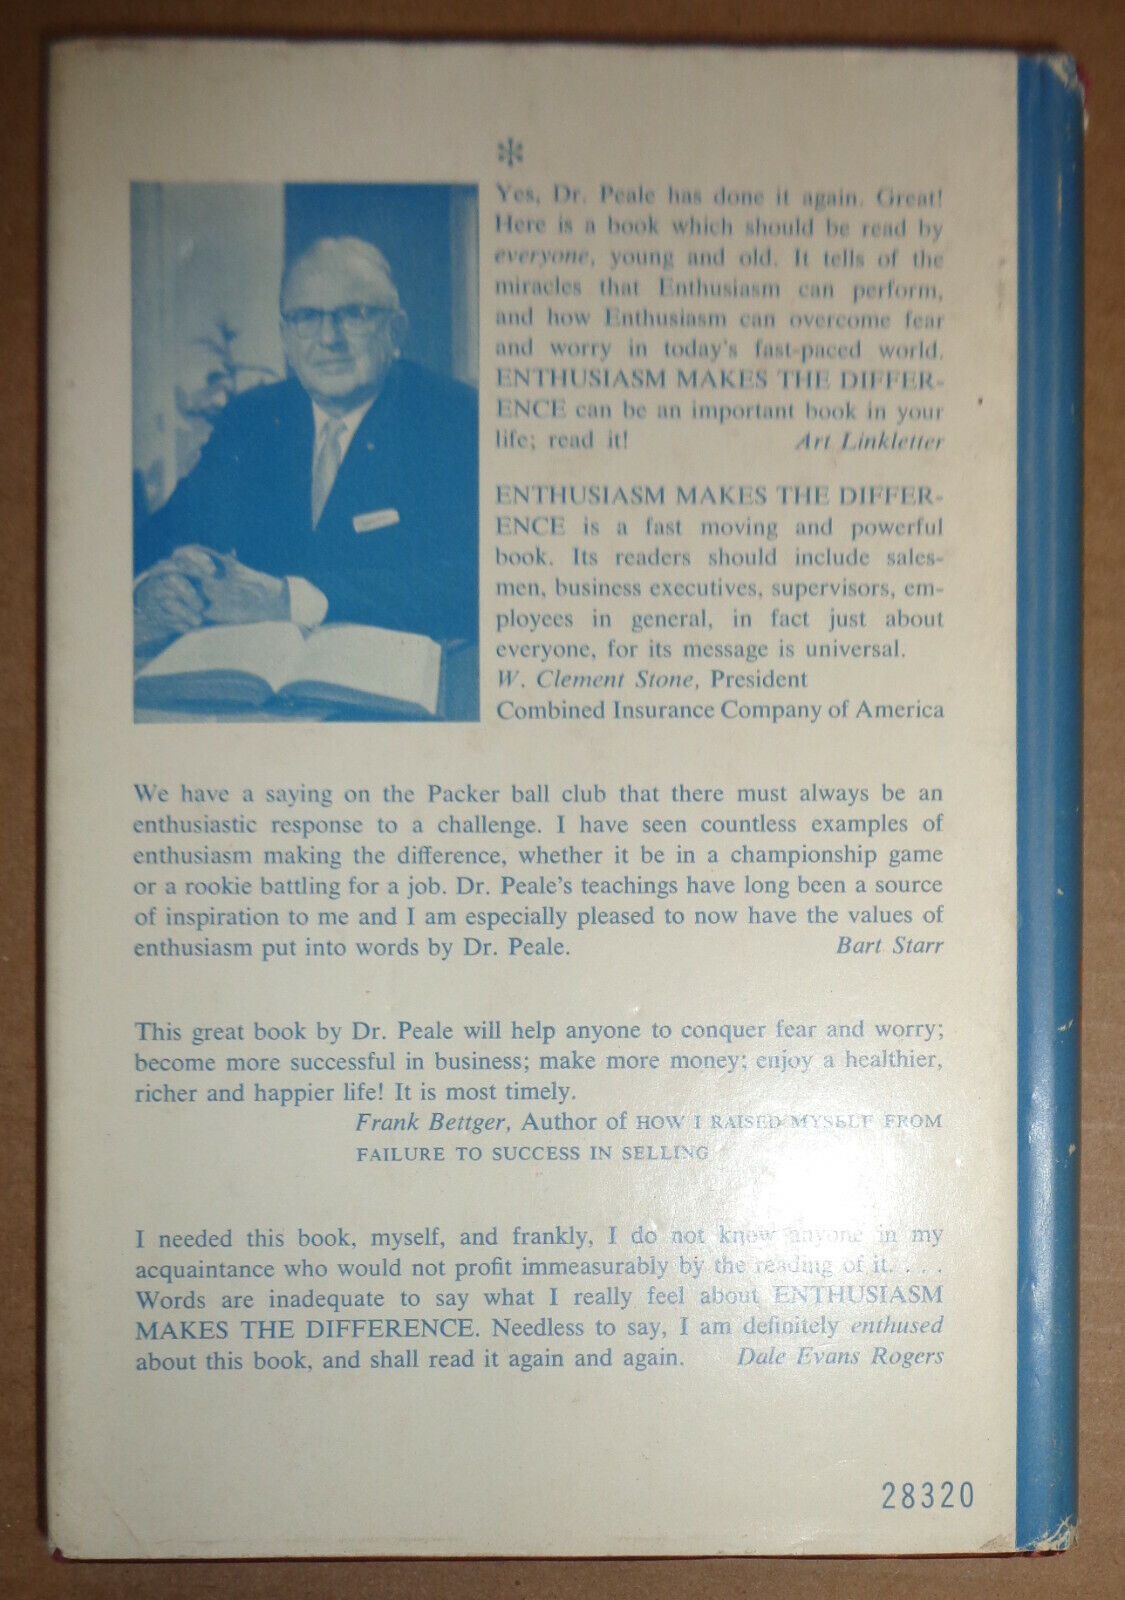 *
Yes, Dr. Peale has done it again. Great!
Here is a book which should be read by
everyone, young and old. It tells of the
miracles that Enthusiasm can perform,
and how Enthusiasm can overcome fear
and worry in today's fast-paced world.
ENTHUSIASM MAKES THE DIFFER-
ENCE can be an important book in your
life; read it! Art Linkletter
ENTHUSIASM MAKES THE DIFFER-
ENCE is a fast moving and powerful
book. Its readers should include sales-
men, business executives, supervisors, em-
ployees in general, in fact just about
everyone, for its message is universal.
W. Clement Stone, President
Combined Insurance Company of America
We have a saying on the Packer ball club that there must always be an
enthusiastic response to a challenge. I have seen countless examples of
enthusiasm making the difference, whether it be in a championship game
or a rookie battling for a job. Dr. Peale's teachings have long been a source
of inspiration to me and I am especially pleased to now have the values of
enthusiasm put into words by Dr. Peale. Bart Starr
This great book by Dr. Peale will help anyone to conquer fear and worry;
become more successful in business; make more money; enjoy a healthier,
richer and happier life! It is most timely.
Frank Bettger, Author of HOW I RAISED MYSELF FROM
FAILURE TO SUCCESS IN SELLING
I needed this book, myself, and frankly, I do not know anyone in my
acquaintance who would not profit immeasurably by the reading of it. . . .
Words are inadequate to say what I really feel about ENTHUSIASM
MAKES THE DIFFERENCE. Needless to say, I am definitely enthused
about this book, and shall read it again and again. Dale Evans Rogers
28320